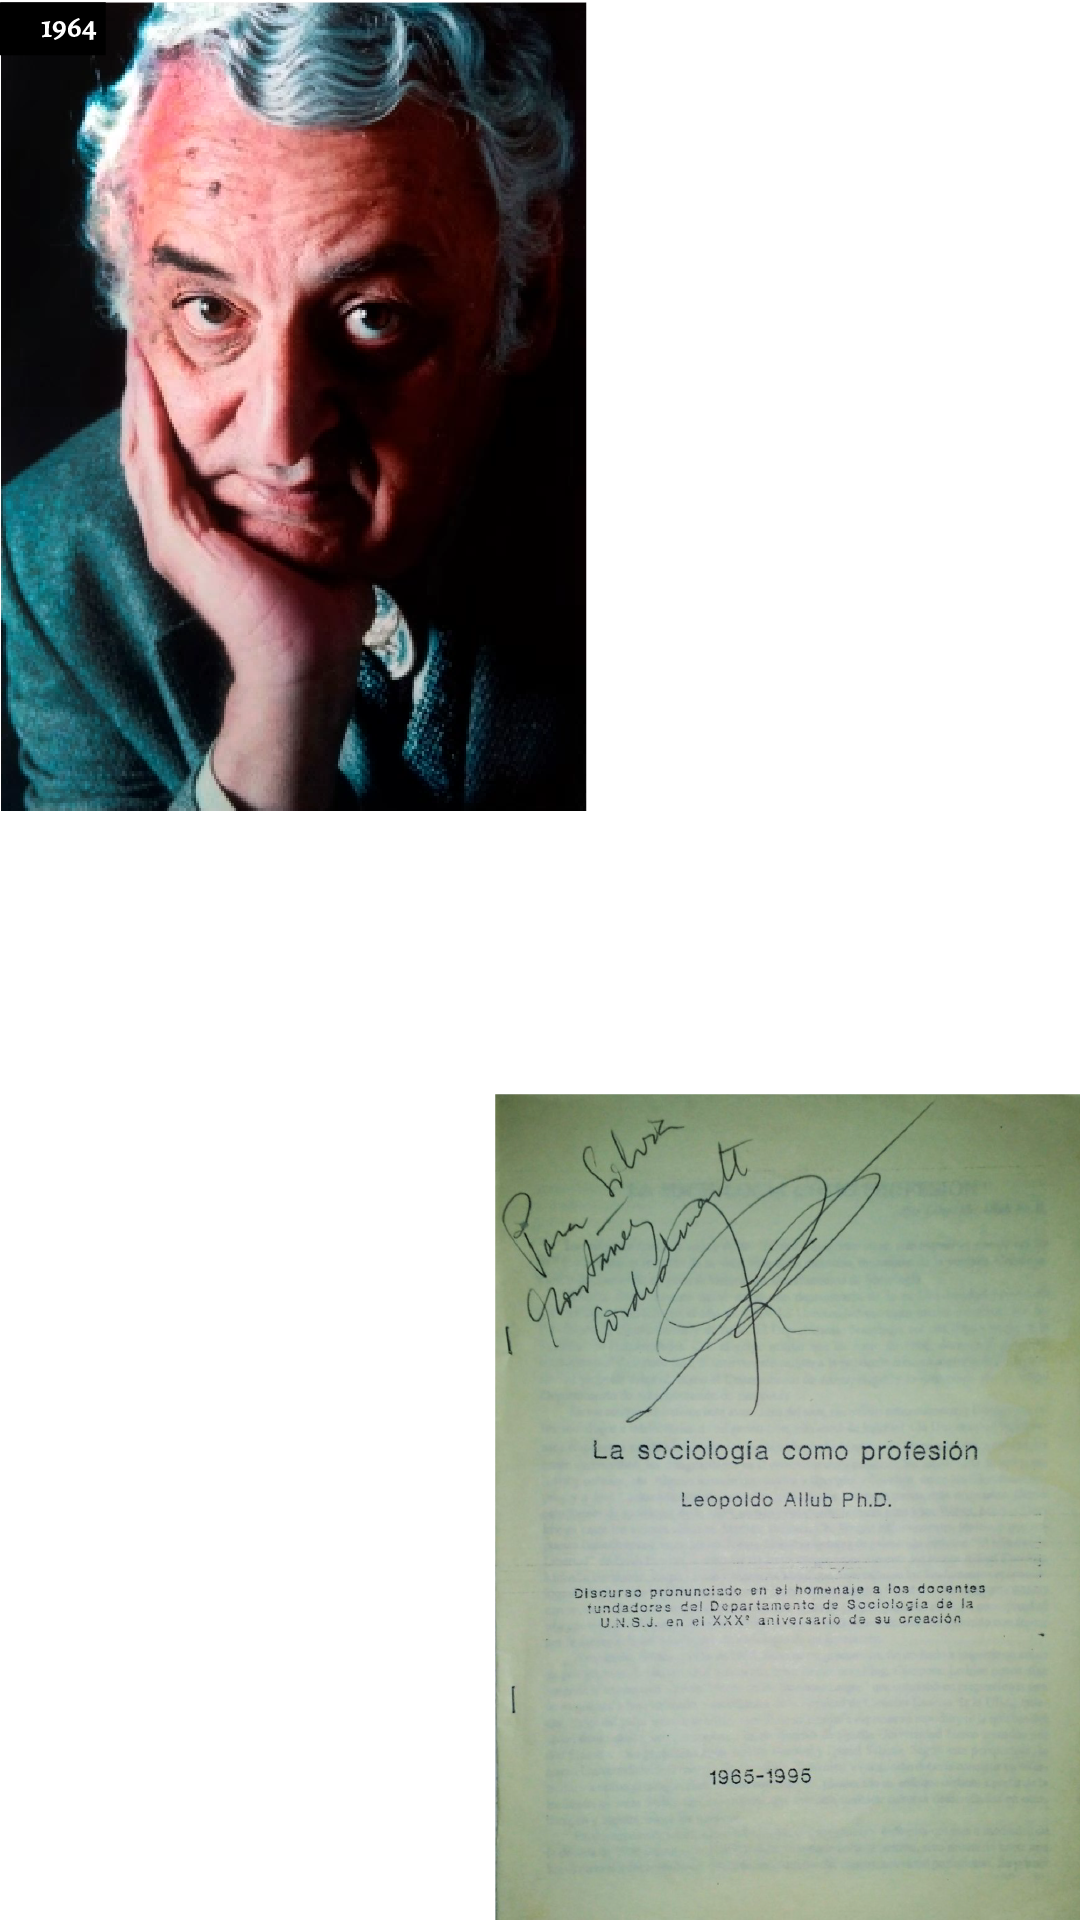 1964
Para Silvia
cordialmente
La sociología como profesión
Leopoldo Allub Ph.D.
Discurso pronunciado en el homenaje a los docentes
fundadores del Departamento de Sociología de la
U.N.S.J. en el XXX° aniversario de su creación
1965-1995